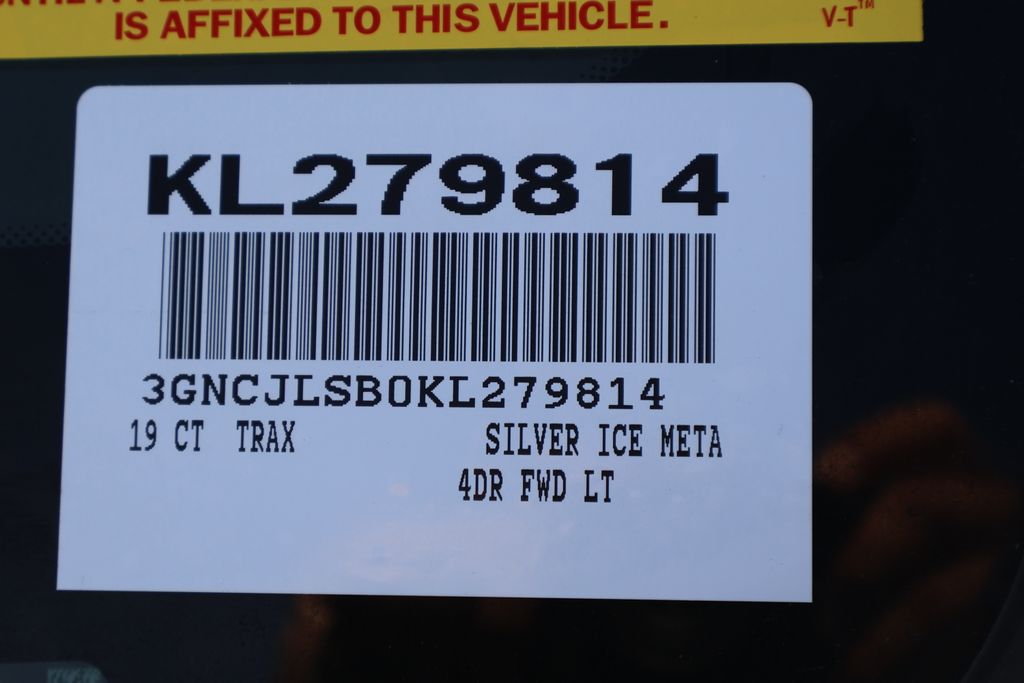 IS AFFIXED TO THIS VEHICLE.
V-T™
KL279814
3GNCJLSB0KL279814
19 CT TRAX SILVER ICE META
4DR FWD LT